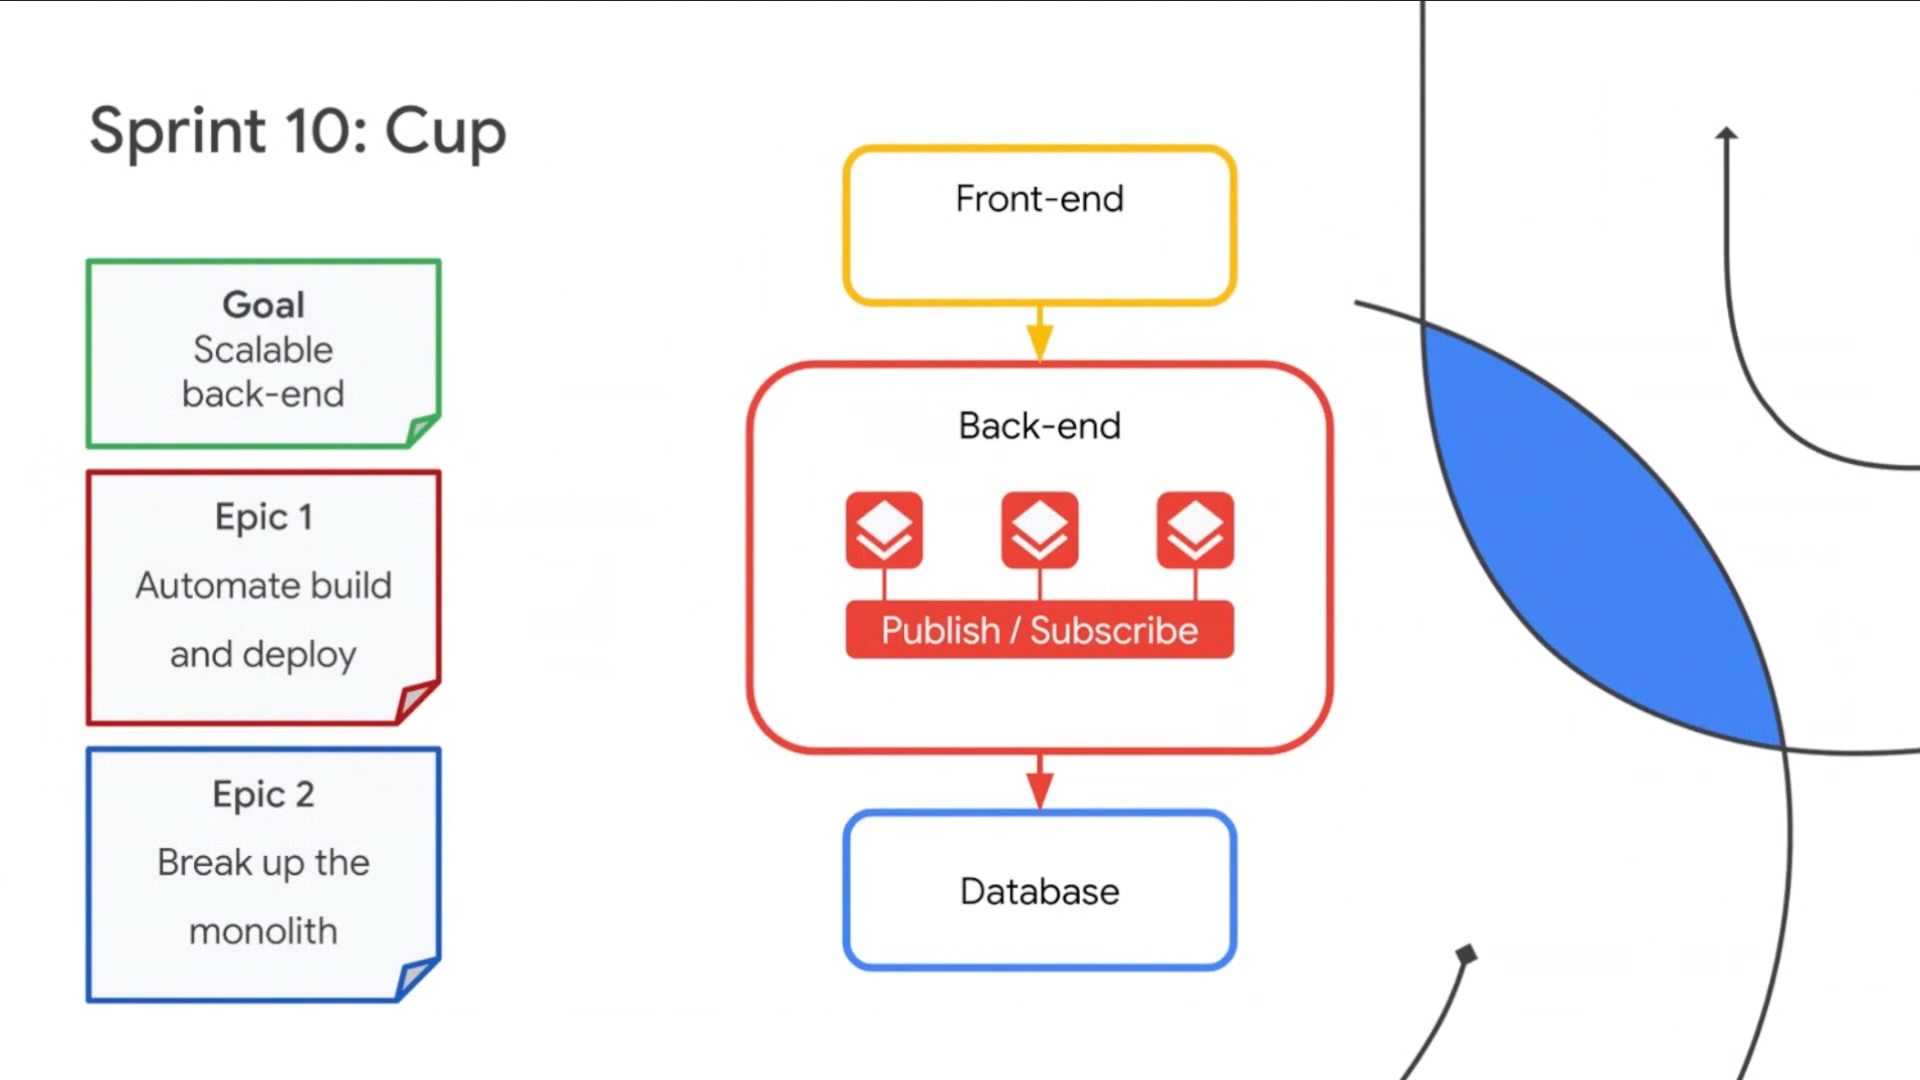 Sprint 10: Cup
Goal
Scalable
back-end
Epic 1
Automate build
and deploy
Epic 2
Break up the
monolith
Front-end
Back-end
Publish / Subscribe
Database